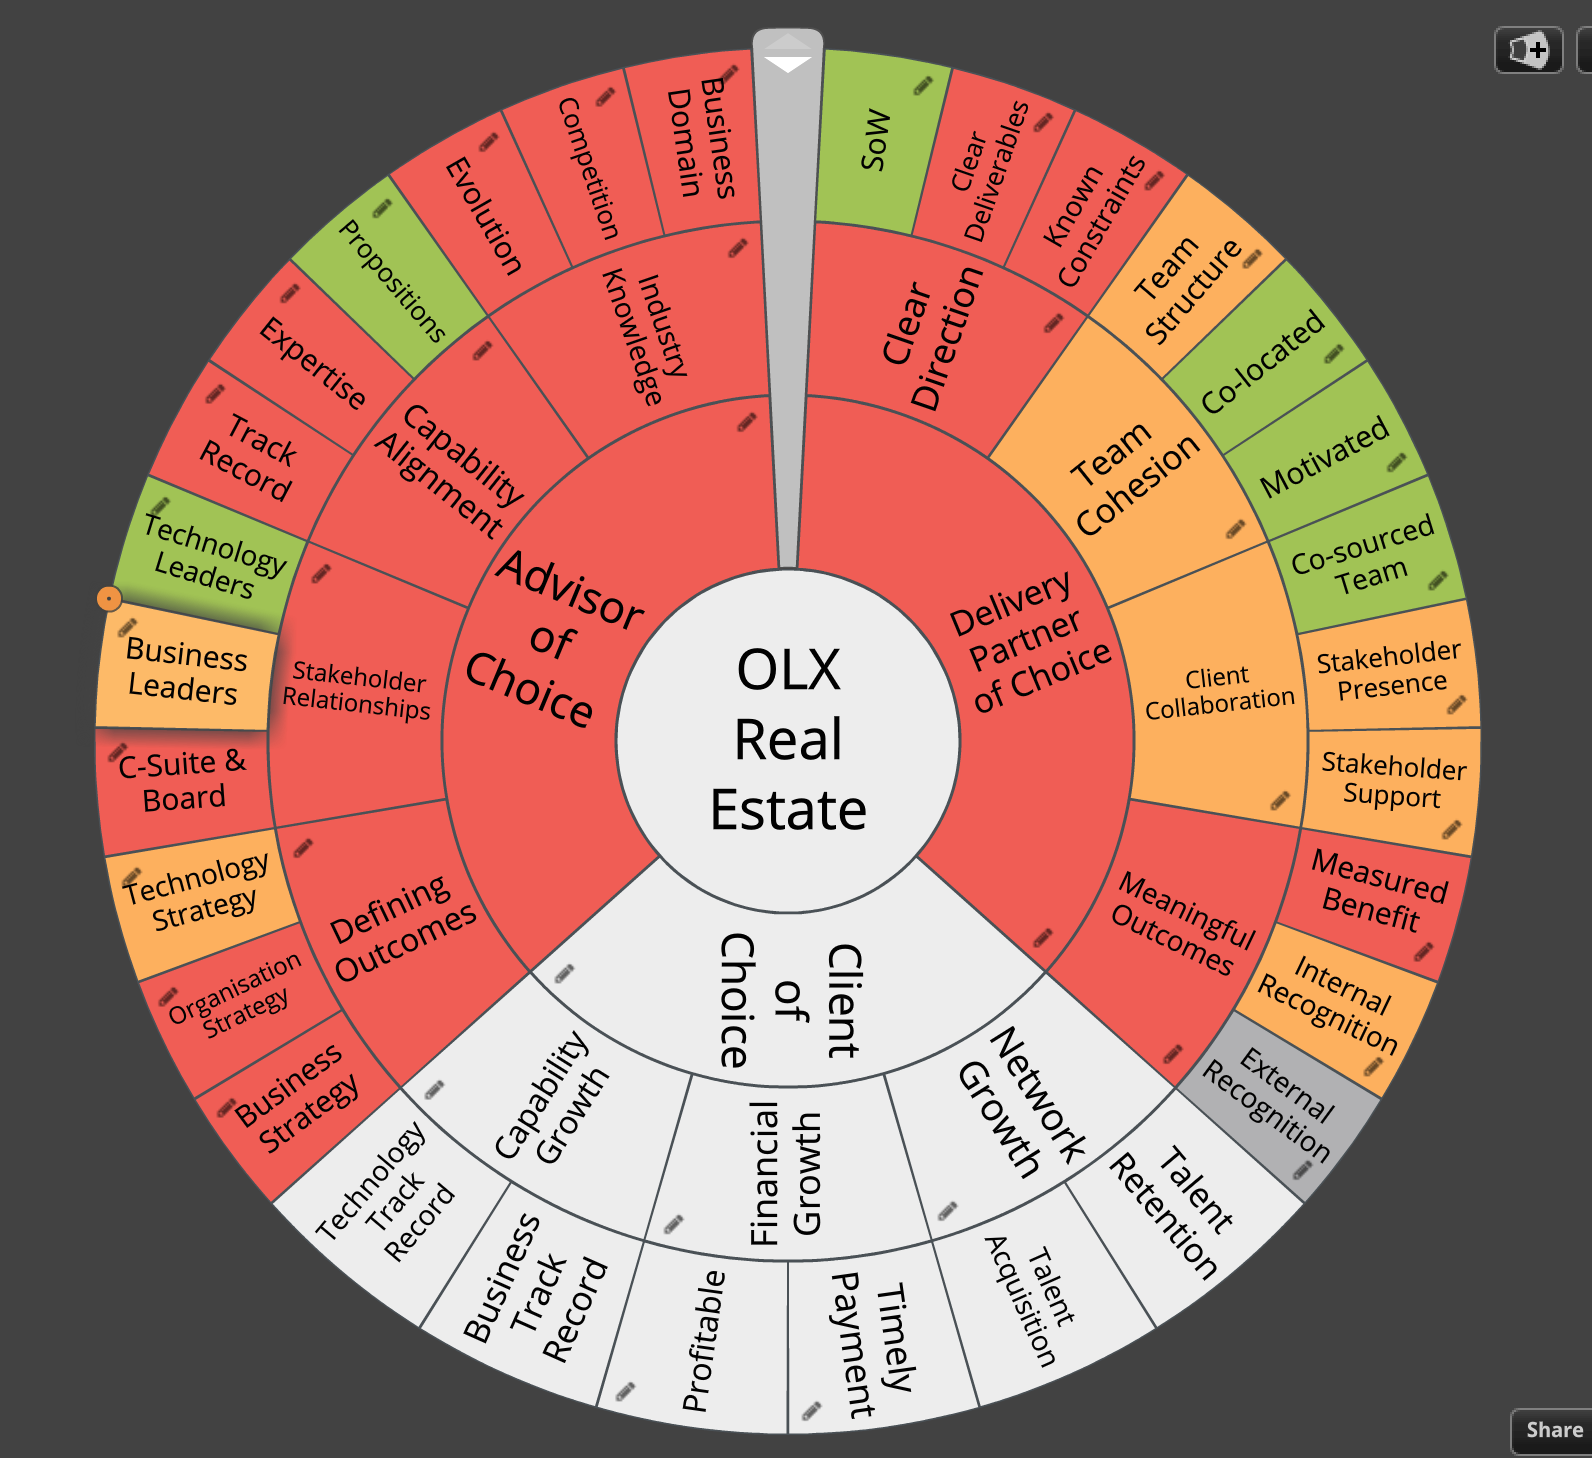 OLX
Real
Estate
Delivery
Partner
of Choice
Clear
Direction
SoW
Clear
Deliverables
Known
Constraints
Team
Cohesion
Team
Structure
Co-located
Motivated
Client
Collaboration
Co-sourced
Team
Stakeholder
Presence
Stakeholder
Support
Meaningful
Outcomes
Measured
Benefit
Internal
Recognition
External
Recognition
Client
of
Choice
Network
Growth
Talent
Retention
Talent
Acquisition
Financial
Growth
Timely
Payment
Profitable
Capability
Growth
Business
Track
Record
Technology
Track
Record
Advisor
of
Choice
Defining
Outcomes
Business
Strategy
Organisation
Strategy
Technology
Strategy
Stakeholder
Relationships
C-Suite &
Board
Business
Leaders
Technology
Leaders
Capability
Alignment
Track
Record
Expertise
Propositions
Industry
Knowledge
Evolution
Competition
Business
Domain
Share